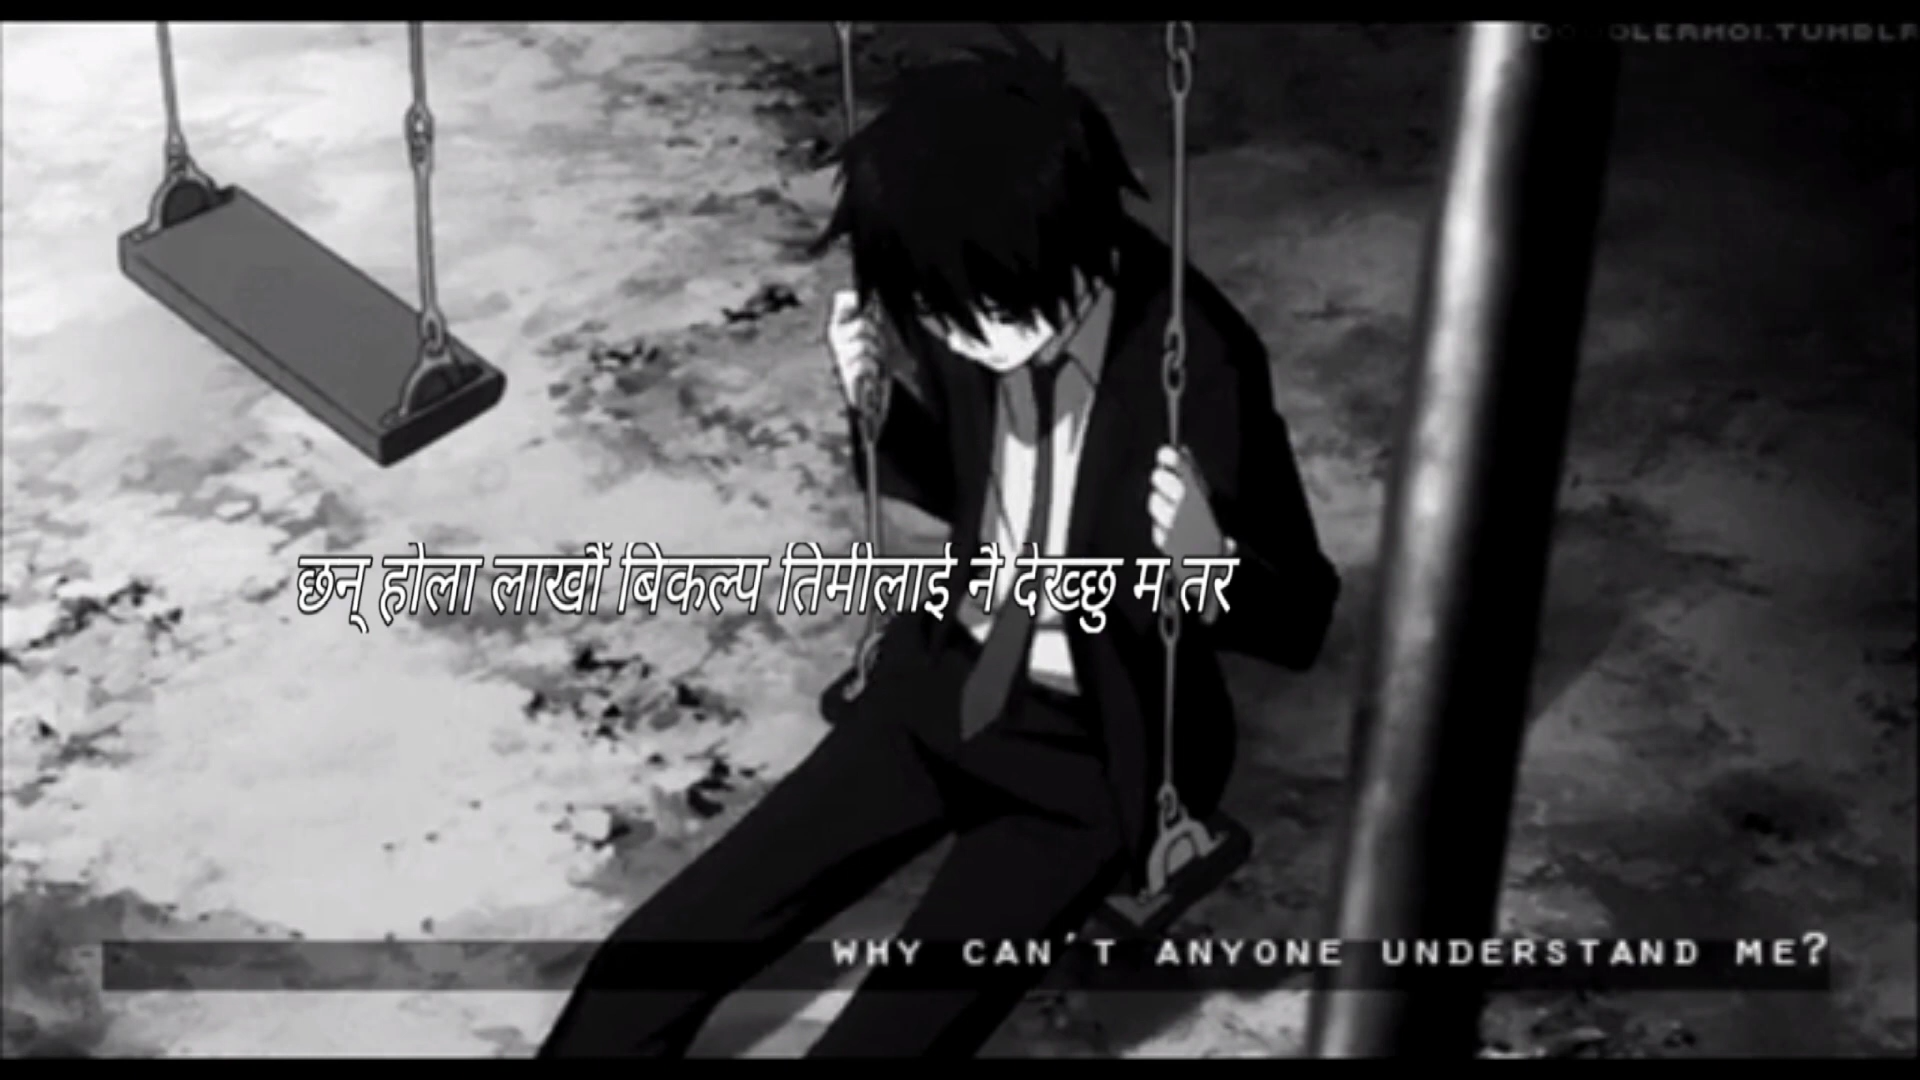 छन् होला लाखौं बिकल्प तिमीलाई नै देख्छु म तर
WHY CAN'T ANYONE UNDERSTAND ME?